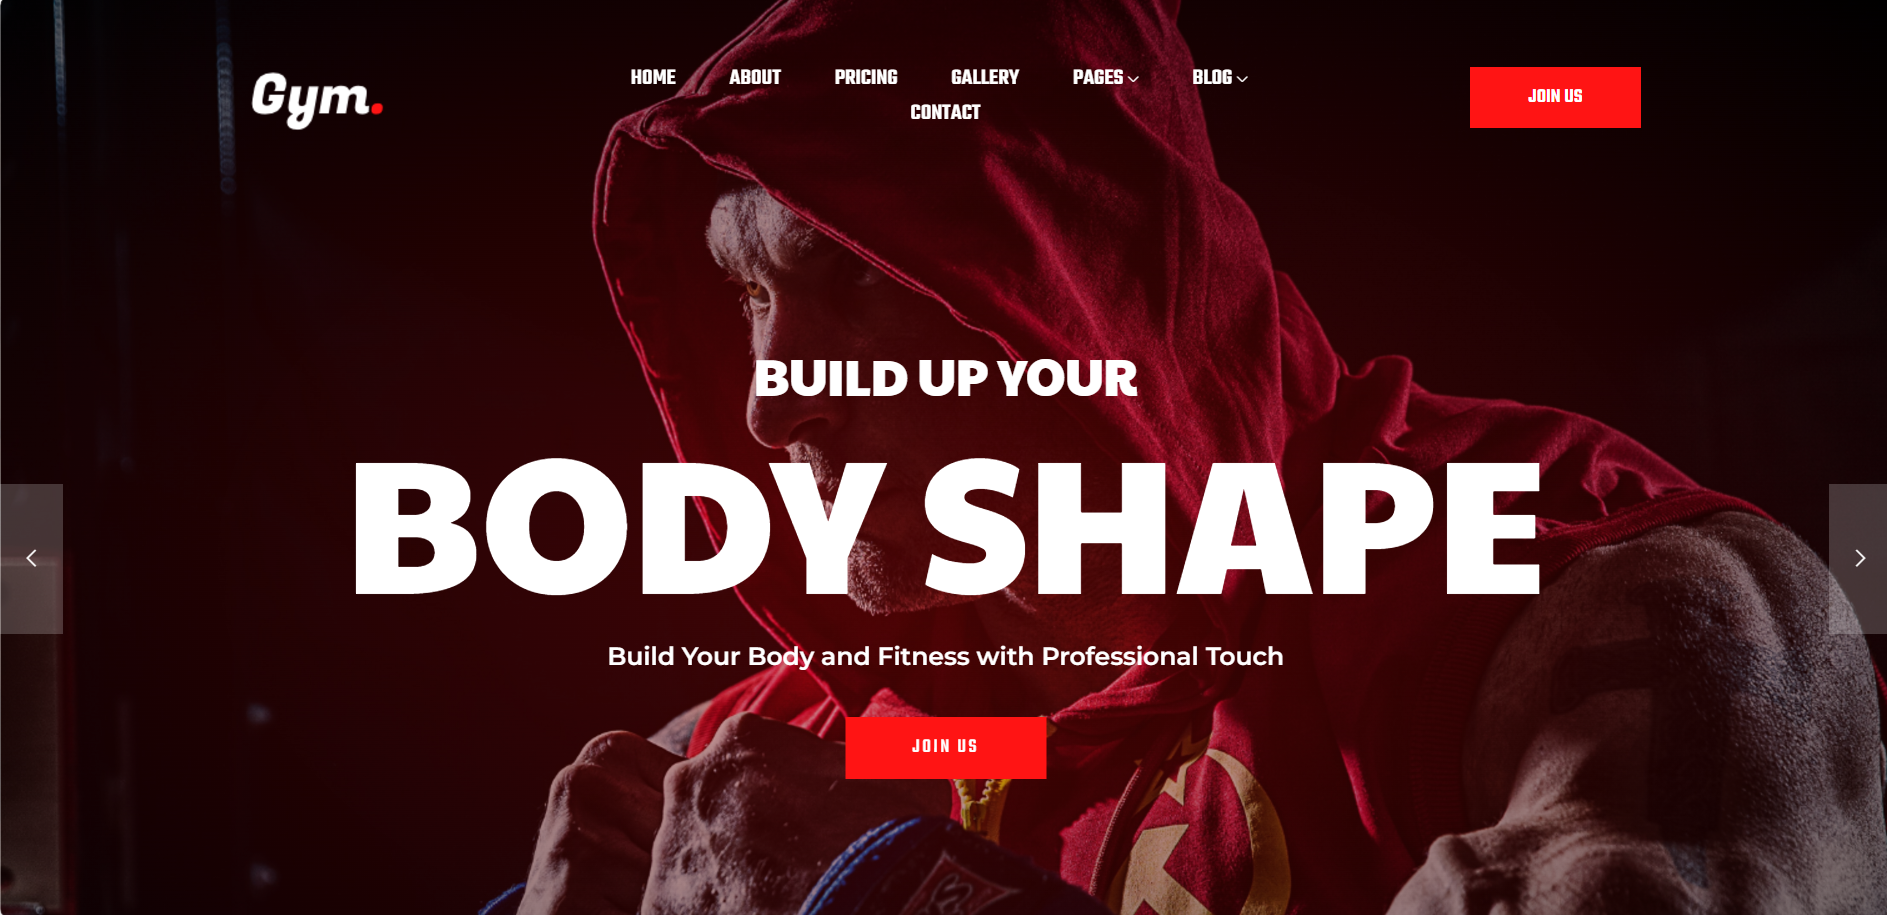 Gym.
HOME ABOUT PRICING GALLERY PAGES BLOG
CONTACT
JOIN US
BUILD UP YOUR
BODY SHAPE
Build Your Body and Fitness with Professional Touch
JOIN US